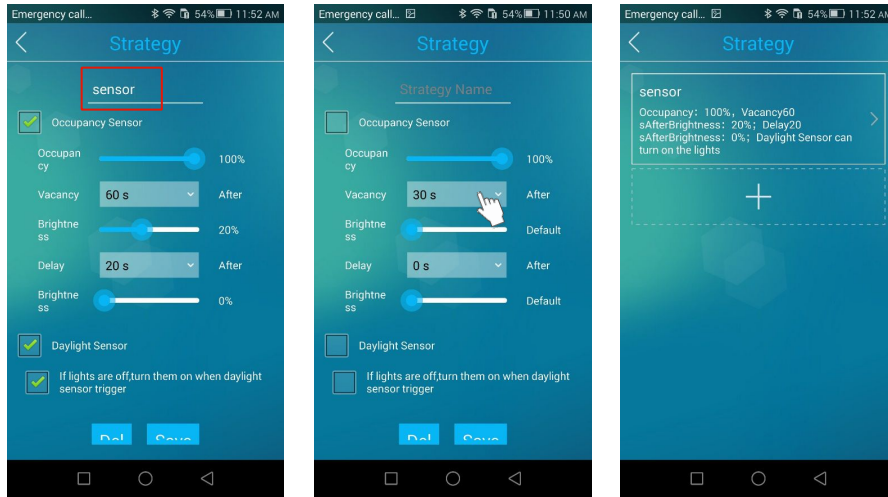 Emergency call... 54% 11:52 AM
Strategy
sensor
Occupancy Sensor
Occupan
cy
100%
Vacancy
60 s
After
Brightne
ss
20%
Delay
20 s
After
Brightne
ss
0%
Daylight Sensor
If lights are off,turn them on when daylight
sensor trigger
Del
Save
Emergency call... 54% 11:50 AM
Strategy
Strategy Name
Occupancy Sensor
Occupan
cy
100%
Vacancy
30 s
After
Brightne
ss
Default
Delay
0 s
After
Brightne
ss
Default
Daylight Sensor
If lights are off,turn them on when daylight
sensor trigger
Del
Save
Emergency call... 54% 11:52 AM
Strategy
sensor
Occupancy: 100%, Vacancy60
sAfterBrightness: 20%; Delay20
sAfterBrightness: 0%; Daylight Sensor can
turn on the lights